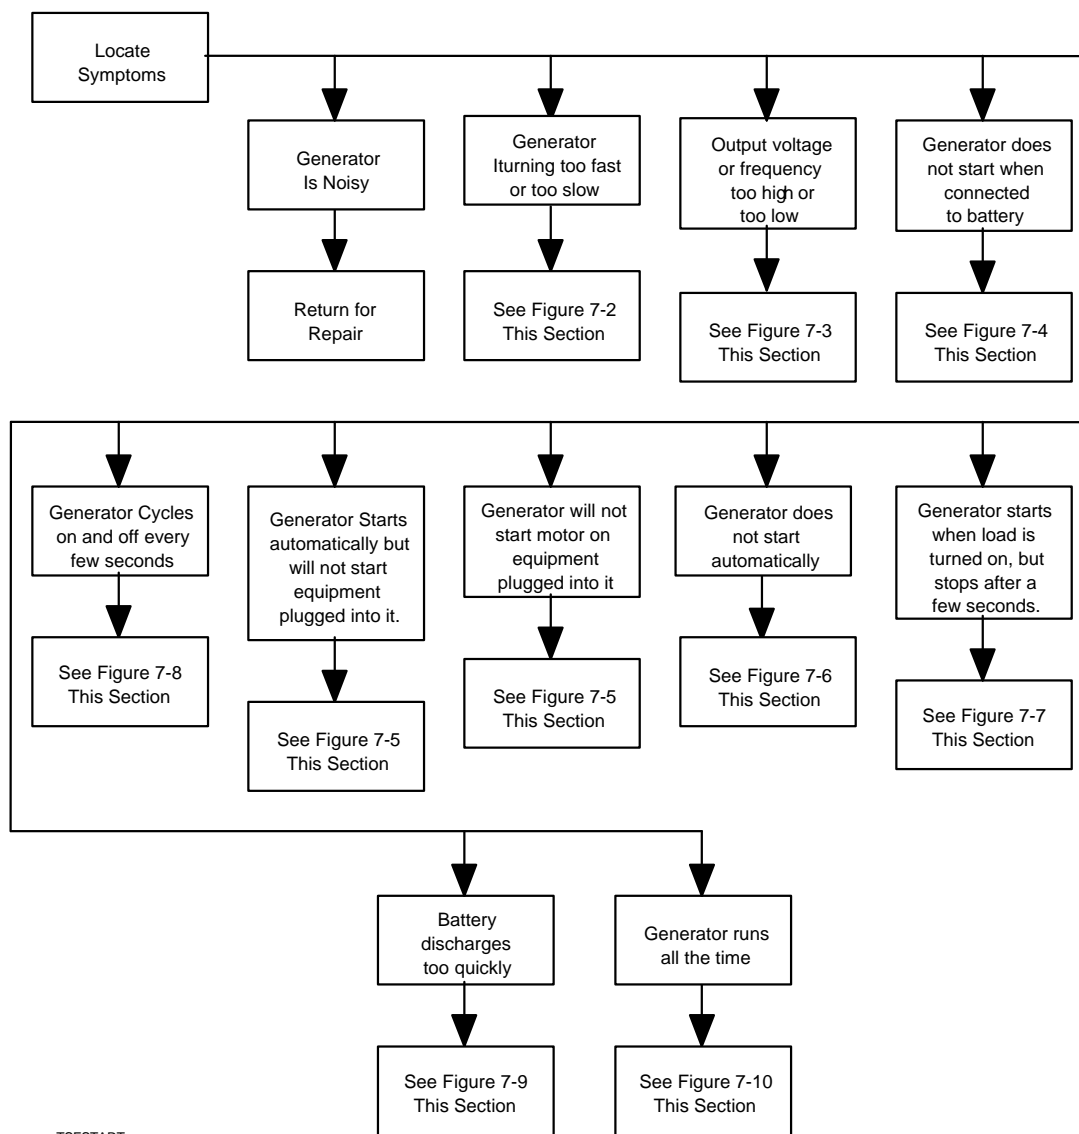 Locate
Symptoms
Generator
Is Noisy
Generator
Iturning too fast
or too slow
Output voltage
or frequency
too high or
too low
Generator does
not start when
connected
to battery
Return for
Repair
See Figure 7-2
This Section
See Figure 7-3
This Section
See Figure 7-4
This Section
Generator Cycles
on and off every
few seconds
Generator Starts
automatically but
will not start
equipment
plugged into it.
Generator will not
start motor on
equipment
plugged into it
Generator does
not start
automatically
Generator starts
when load is
turned on, but
stops after a
few seconds.
See Figure 7-8
This Section
See Figure 7-5
This Section
See Figure 7-5
This Section
See Figure 7-6
This Section
See Figure 7-7
This Section
Battery
discharges
too quickly
Generator runs
all the time
See Figure 7-9
This Section
See Figure 7-10
This Section